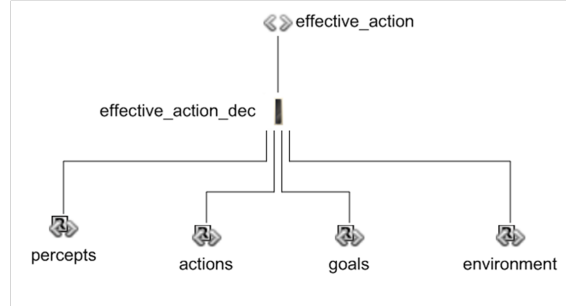 effective_action
effective_action_dec
percepts
actions
goals
environment